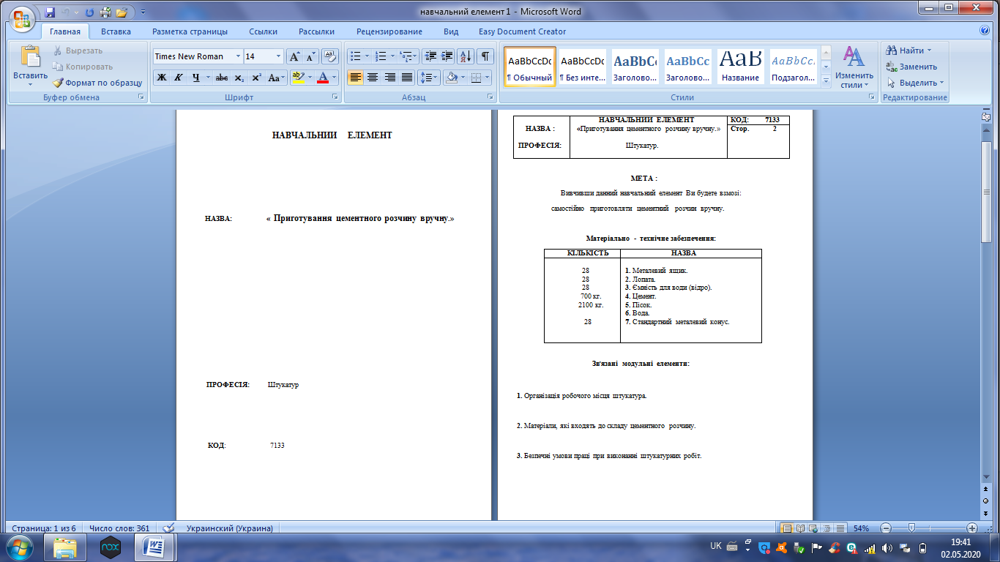 навчальний елемент 1 - Microsoft Word
Главная Вставка Разметка страницы Ссылки Рассылки Рецензирование Вид Easy Document Creator
Вставить
Вырезать
Копировать
Формат по образцу
Буфер обмена
Times New Roman 14
Ж К Ч abc x₂ x² Aa
Шрифт
Абзац
AaBbCcDc AaBbCcDc AaBbC AaBbCc AaB AaBbCc.
¶ Обычный ¶ Без инте... Заголово... Заголово... Название Подзагол...
Стили
Изменить стили
Найти
Заменить
Выделить
Редактирование
НАВЧАЛЬНИЙ ЕЛЕМЕНТ
НАЗВА: « Приготування цементного розчину вручну.»
ПРОФЕСІЯ: Штукатур
КОД: 7133
НАЗВА :
ПРОФЕСІЯ:
НАВЧАЛЬНИЙ ЕЛЕМЕНТ
«Приготування цементного розчину вручну.»
Штукатур.
КОД: 7133
Стор. 2
МЕТА :
Вивчивши данний навчальний елемент Ви будете взмозі:
самостійно приготовляти цементний розчин вручну.
Матеріально - технічне забезпечення:
КІЛЬКІСТЬ НАЗВА
28 1. Металевий ящик.
28 2. Лопата.
28 3. Ємність для води (відро).
700 кг. 4. Цемент.
2100 кг. 5. Пісок.
6. Вода.
28 7. Стандартний металевий конус.
Зв'язані модульні елементи:
1. Організація робочого місця штукатура.
2. Матеріали, які входять до складу цементного розчину.
3. Безпечні умови праці при виконанні штукатурних робіт.
Страница: 1 из 6 Число слов: 361 Украинский (Украина) 54%
nox
UK
19:41
02.05.2020